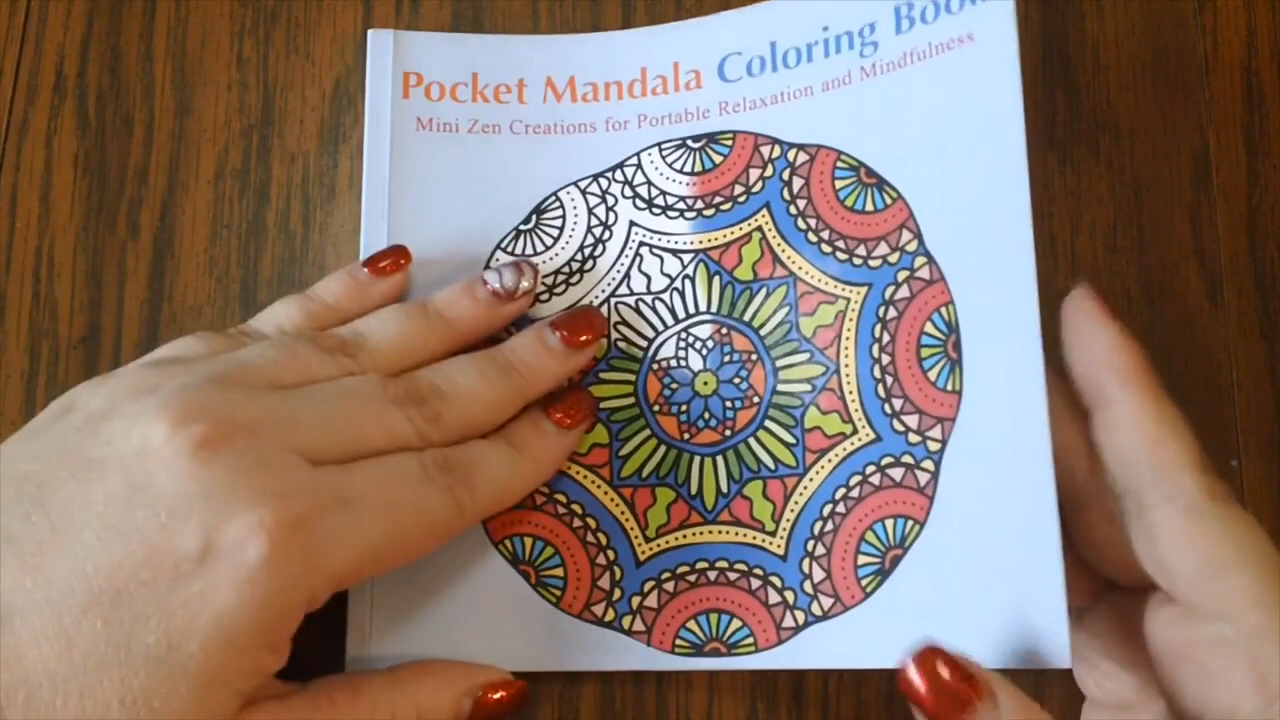 Pocket Mandala Coloring Book
Mini Zen Creations for Portable Relaxation and Mindfulness